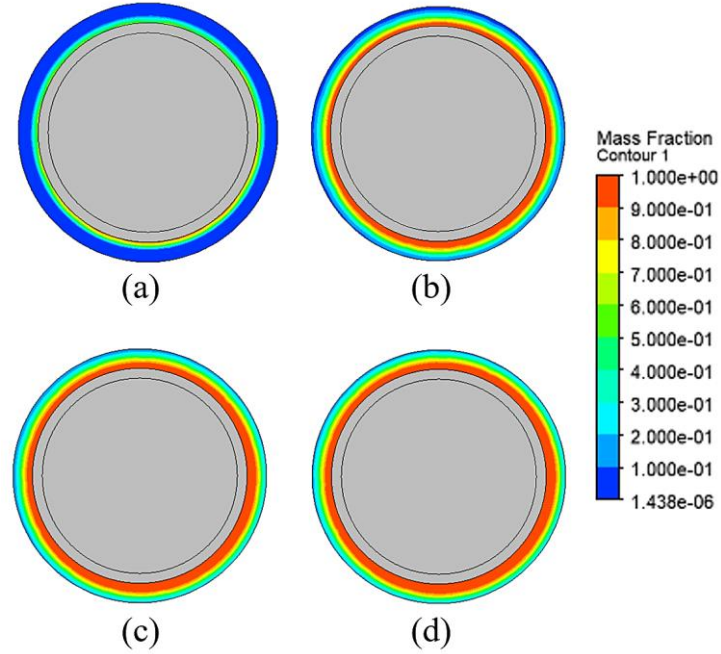 (a)
(b)
Mass Fraction
Contour 1
1.000e+00
9.000e-01
8.000e-01
7.000e-01
6.000e-01
5.000e-01
4.000e-01
3.000e-01
2.000e-01
1.000e-01
1.438e-06
(c)
(d)